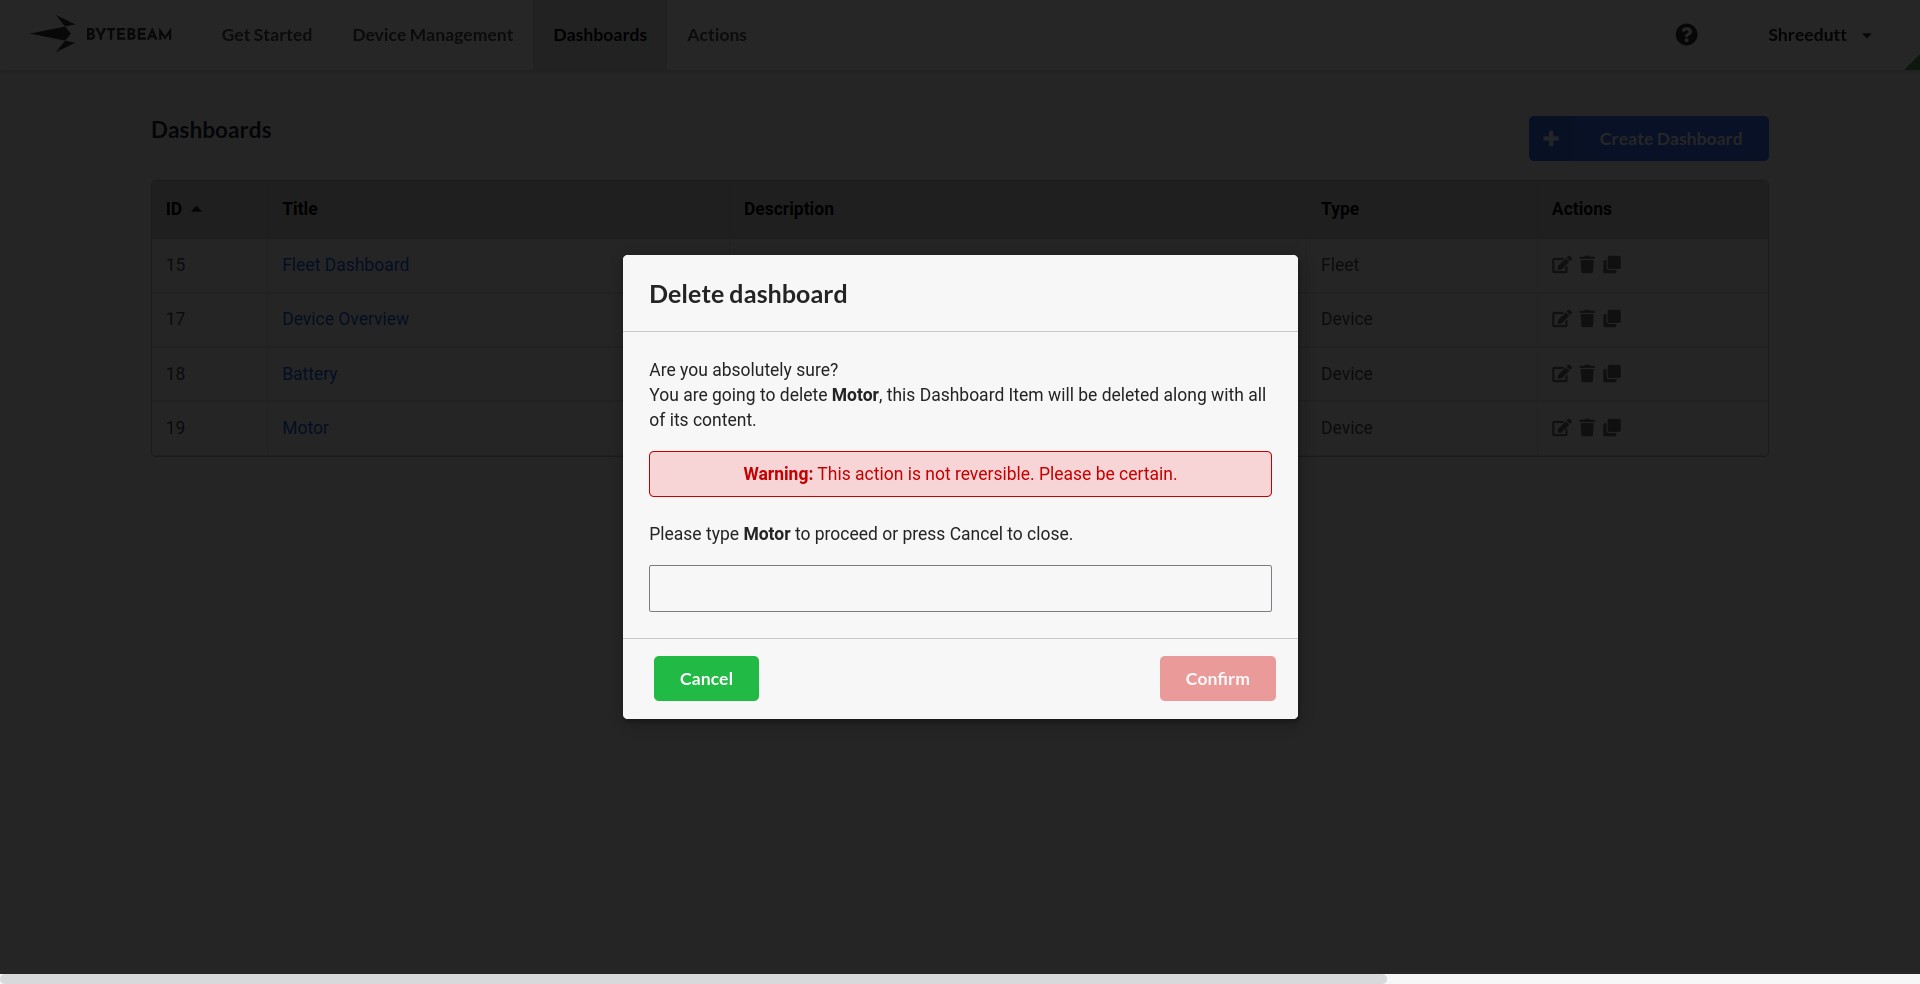 BYTEBEAM Get Started Device Management Dashboards Actions Shreedutt
Dashboards
Create Dashboard
ID Title Description Type Actions
15 Fleet Dashboard Fleet
17 Device Overview Device
18 Battery Device
19 Motor Device
Delete dashboard
Are you absolutely sure?
You are going to delete Motor, this Dashboard Item will be deleted along with all
of its content.
Warning: This action is not reversible. Please be certain.
Please type Motor to proceed or press Cancel to close.
Cancel Confirm